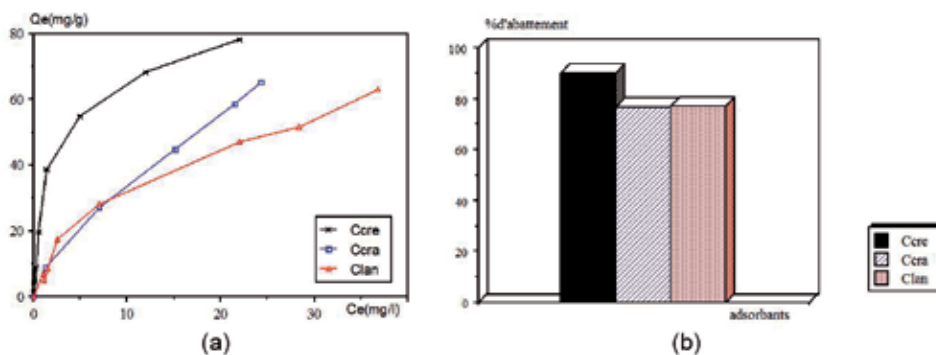 Qe(mg/g)
80
60
40
20
0
0
10
20
30
Ce(mg/l)
Ccre
Ccra
Clan
(a)
%d'abattement
100
80
60
40
20
0
adsorbants
Ccre
Ccra
Clan
(b)